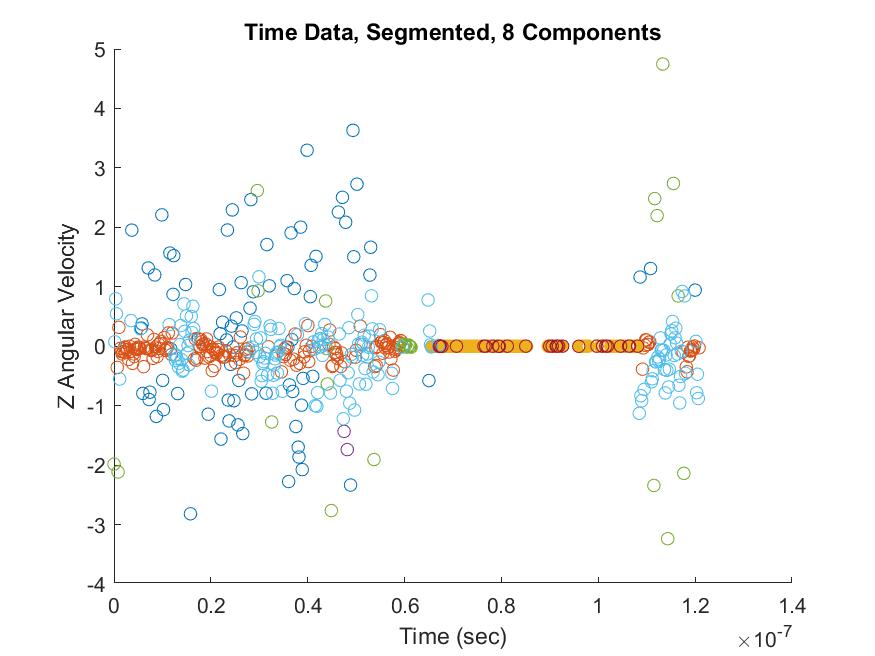 Time Data, Segmented, 8 Components
5
4
3
2
1
0
-1
-2
-3
-4
Z Angular Velocity
0 0.2 0.4 0.6 0.8 1 1.2 1.4
Time (sec)
×10⁻⁷